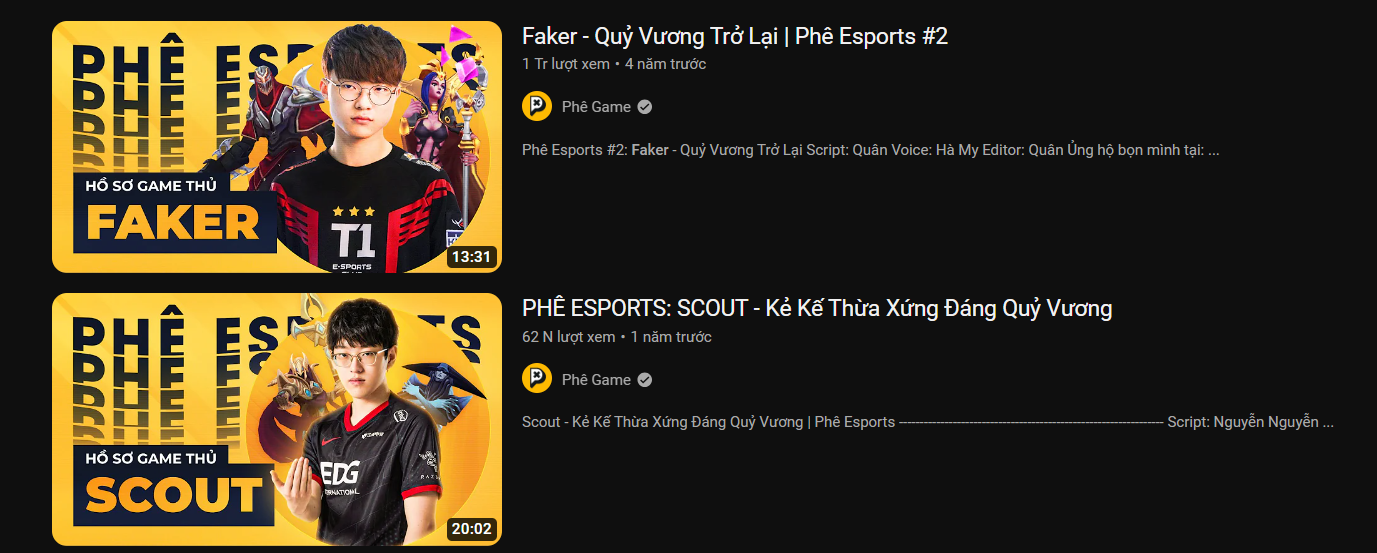 PHÊ ESPORTS
HỒ SƠ GAME THỦ
FAKER
T1
E-SPORTS
13:31
Faker - Quỷ Vương Trở Lại | Phê Esports #2
1 Tr lượt xem • 4 năm trước
Phê Game
Phê Esports #2: Faker - Quỷ Vương Trở Lại Script: Quân Voice: Hà My Editor: Quân Ủng hộ bọn mình tại: ...
PHÊ ESPORTS
HỒ SƠ GAME THỦ
SCOUT
EDG
20:02
PHÊ ESPORTS: SCOUT - Kẻ Kế Thừa Xứng Đáng Quỷ Vương
62 N lượt xem • 1 năm trước
Phê Game
Scout - Kẻ Kế Thừa Xứng Đáng Quỷ Vương | Phê Esports ---------------------------------------------------------------- Script: Nguyễn Nguyễn ...